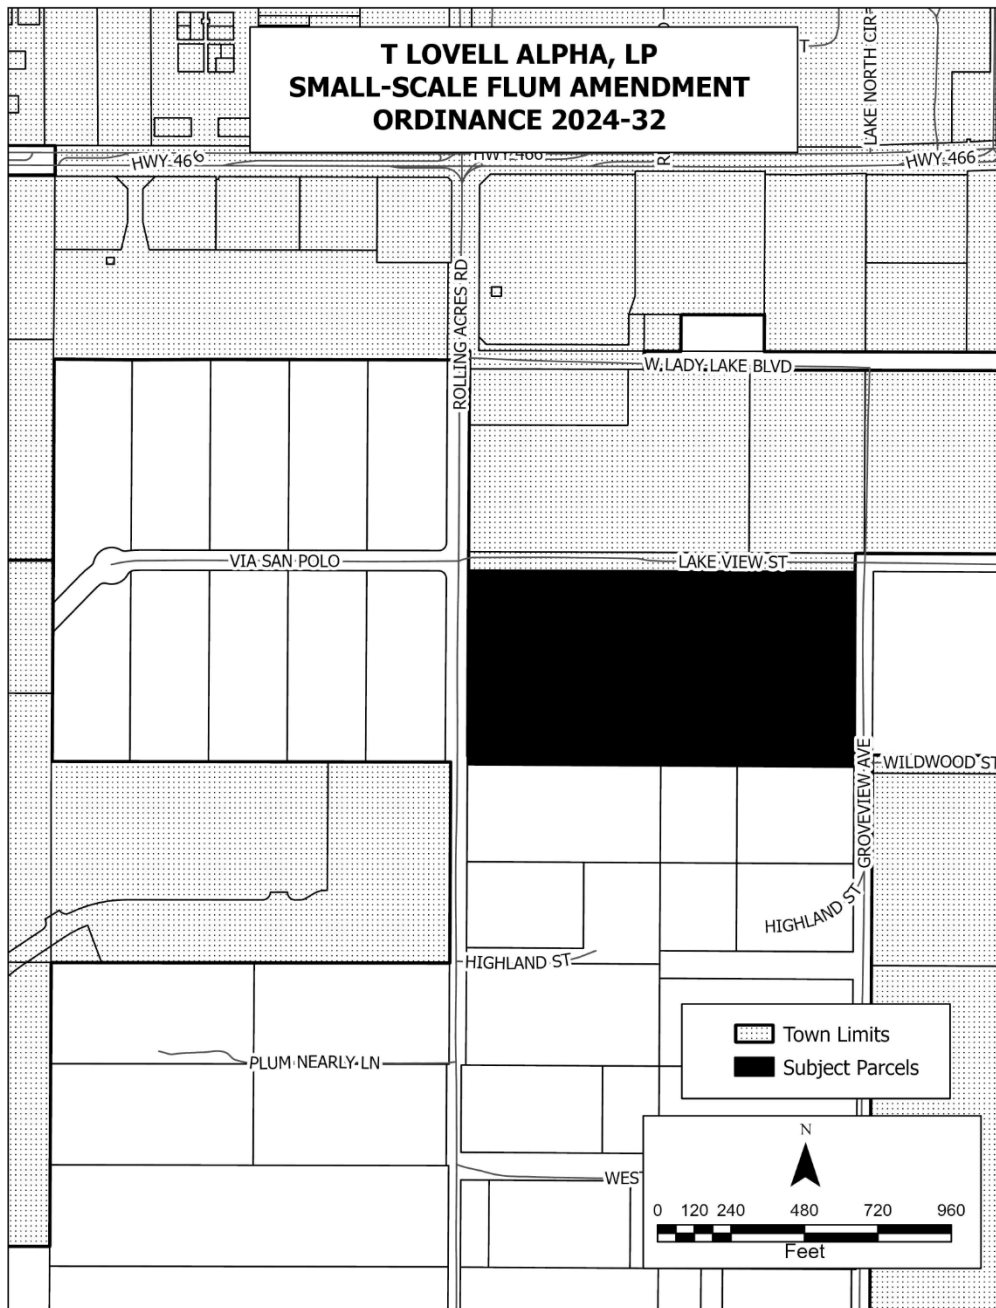 T LOVELL ALPHA, LP
SMALL-SCALE FLUM AMENDMENT
ORDINANCE 2024-32
LAKE NORTH CIR
HWY 466
HWY 466
HWY 466
ROLLING ACRES RD
W LADY LAKE BLVD
VIA SAN POLO
LAKE VIEW ST
GROVEVIEW AVE
WILDWOOD ST
HIGHLAND ST
HIGHLAND ST
PLUM NEARLY LN
WEST
Town Limits
Subject Parcels
N
0 120 240 480 720 960
Feet